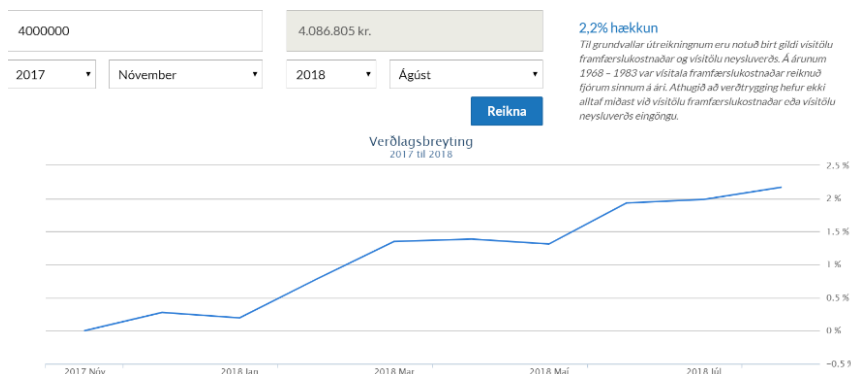 4000000
4.086.805 kr.
2017
Nóvember
2018
Ágúst
Reikna
2,2% hækkun
Til grundvallar útreikningnum eru notuð birt gildi vísitölu
framfærslukostnaðar og vísitölu neysluverðs. Á árunum
1968 – 1983 var vísitala framfærslukostnaðar reiknuð
fjórum sinnum á ári. Athugið að verðtrygging hefur ekki
alltaf miðast við vísitölu framfærslukostnaðar eða vísitölu
neysluverðs eingöngu.
Verðlagsbreyting
2017 til 2018
2.5 %
2 %
1.5 %
1 %
0.5 %
0 %
-0.5 %
2017 Nóv
2018 Jan
2018 Mar
2018 Maí
2018 Júl